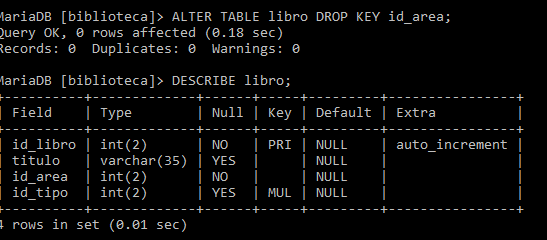 MariaDB [biblioteca]> ALTER TABLE libro DROP KEY id_area;
Query OK, 0 rows affected (0.18 sec)
Records: 0  Duplicates: 0  Warnings: 0
MariaDB [biblioteca]> DESCRIBE libro;
+----------+-------------+------+-----+---------+----------------+
| Field    | Type        | Null | Key | Default | Extra          |
+----------+-------------+------+-----+---------+----------------+
| id_libro | int(2)      | NO   | PRI | NULL    | auto_increment |
| titulo   | varchar(35) | YES  |     | NULL    |                |
| id_area  | int(2)      | NO   |     | NULL    |                |
| id_tipo  | int(2)      | YES  | MUL | NULL    |                |
+----------+-------------+------+-----+---------+----------------+
4 rows in set (0.01 sec)